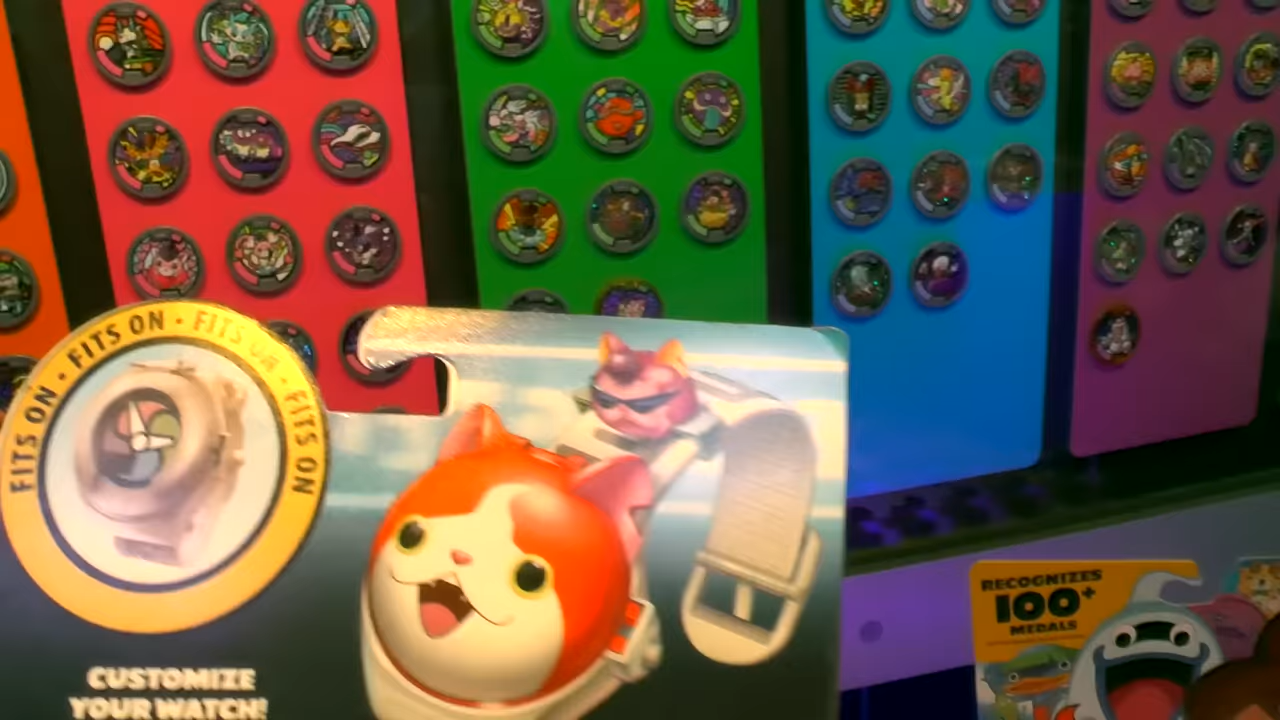 FITS ON · FITS ON · FITS ON · FITS ON
CUSTOMIZE
YOUR WATCH!
RECOGNIZES
100+
MEDALS